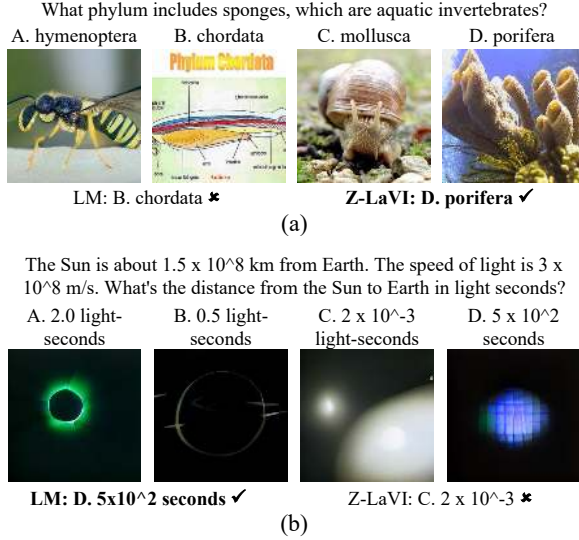 What phylum includes sponges, which are aquatic invertebrates?
A. hymenoptera
B. chordata
C. mollusca
D. porifera
Phylum Chordata
LM: B. chordata ✖
Z-LaVI: D. porifera ✓
(a)
The Sun is about 1.5 x 10^8 km from Earth. The speed of light is 3 x
10^8 m/s. What's the distance from the Sun to Earth in light seconds?
A. 2.0 light-
seconds
B. 0.5 light-
seconds
C. 2 x 10^-3
light-seconds
D. 5 x 10^2
seconds
LM: D. 5x10^2 seconds ✓
Z-LaVI: C. 2 x 10^-3 ✖
(b)